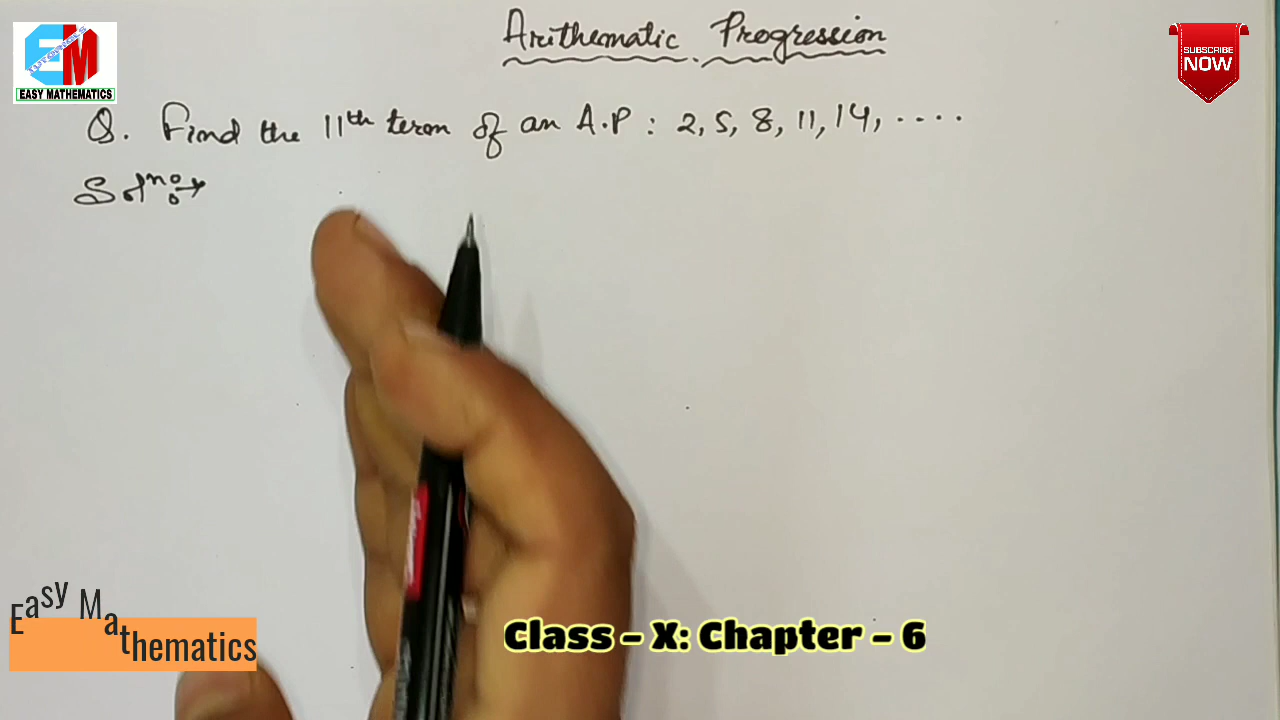 Arithematic Progression
SUBSCRIBE
NOW
EM
EASY MATHEMATICS
Q. Find the 11th term of an A.P : 2, 5, 8, 11, 14, ....
Soln:→
Easy Mathematics
Class – X: Chapter – 6